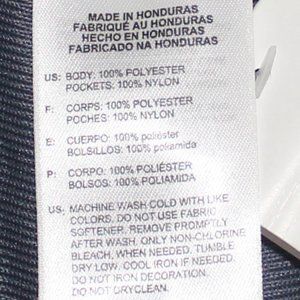 MADE IN HONDURAS
FABRIQUÉ AU HONDURAS
HECHO EN HONDURAS
FABRICADO NA HONDURAS
US: BODY: 100% POLYESTER
POCKETS: 100% NYLON
F: CORPS: 100% POLYESTER
POCHES: 100% NYLON
E: CUERPO: 100% poliéster
BOLSILLOS: 100% poliamida
P: CORPO: 100% POLIÉSTER
BOLSOS: 100% POLIAMIDA
US: MACHINE WASH COLD WITH LIKE
COLORS. DO NOT USE FABRIC
SOFTENER. REMOVE PROMPTLY
AFTER WASH. ONLY NON-CHLORINE
BLEACH, WHEN NEEDED. TUMBLE
DRY LOW. COOL IRON IF NEEDED.
DO NOT IRON DECORATION.
DO NOT DRYCLEAN.